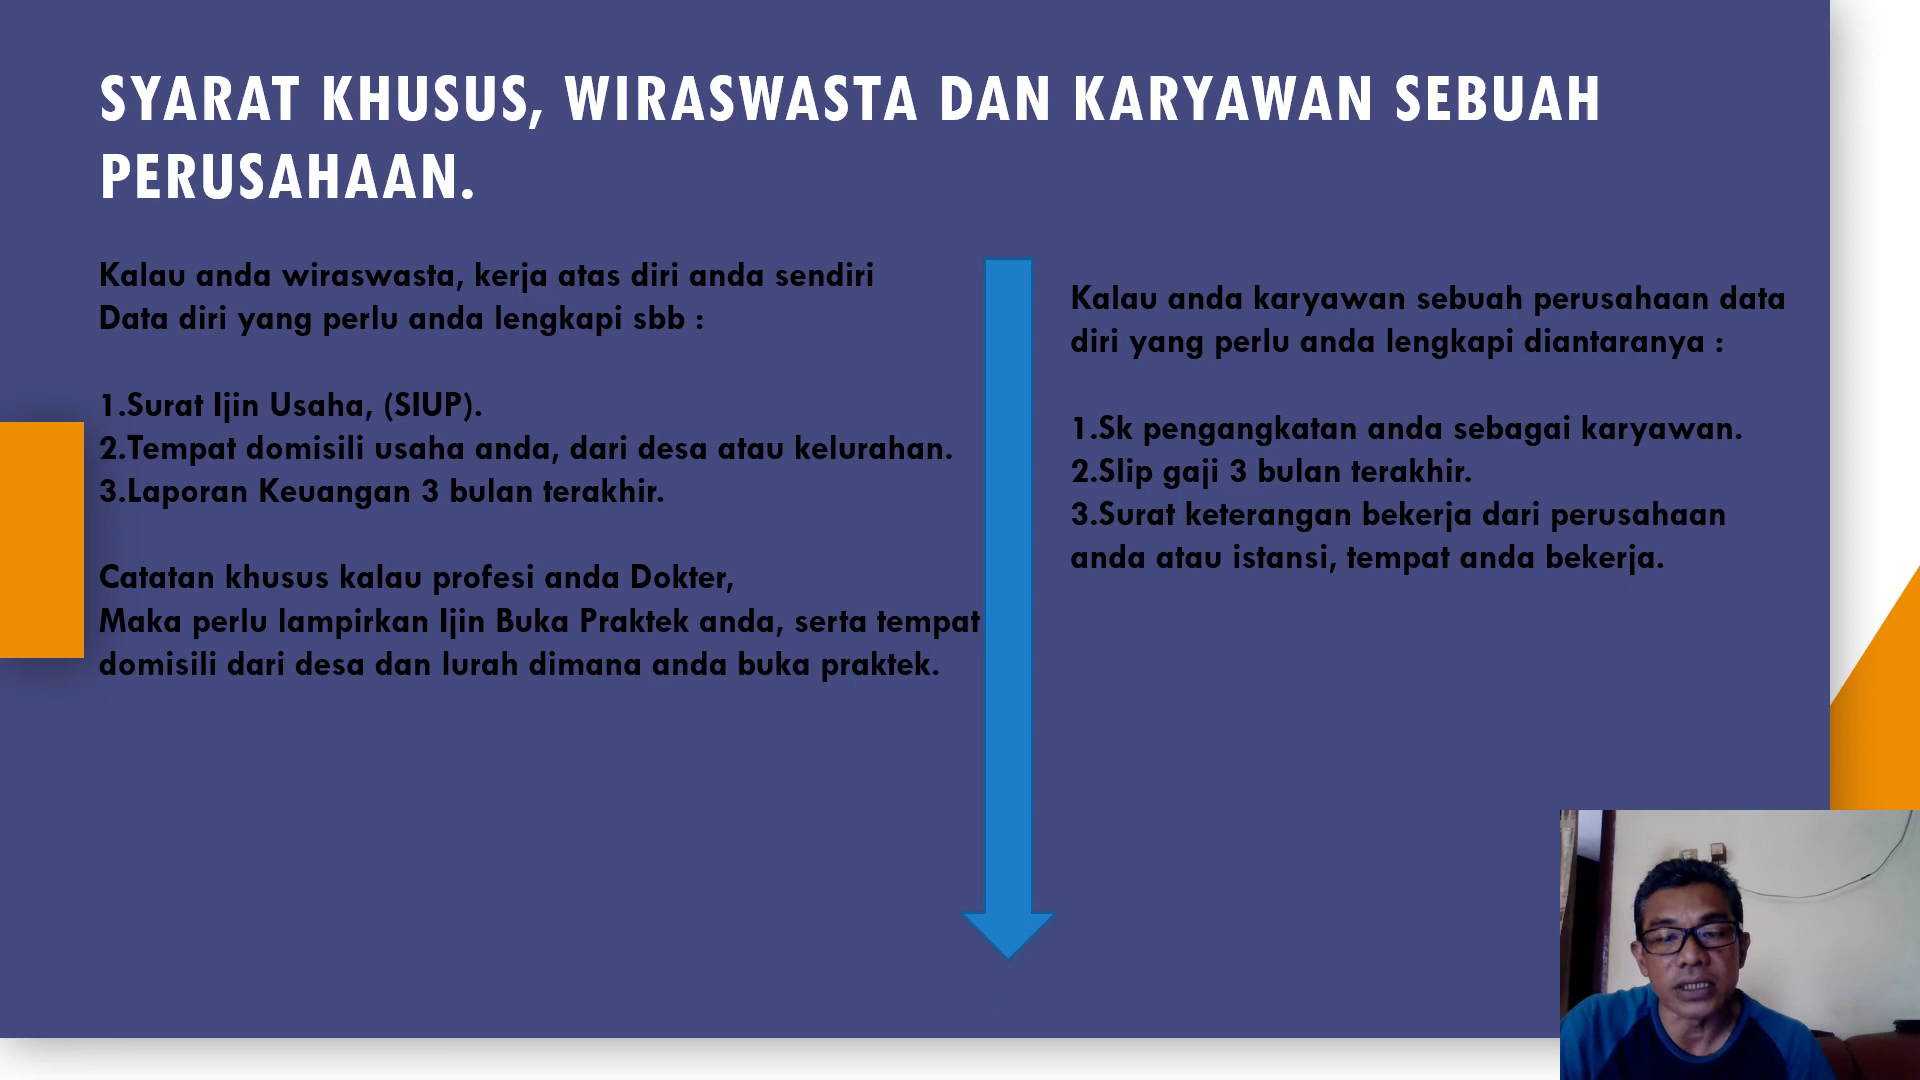 SYARAT KHUSUS, WIRASWASTA DAN KARYAWAN SEBUAH
PERUSAHAAN.
Kalau anda wiraswasta, kerja atas diri anda sendiri
Data diri yang perlu anda lengkapi sbb :
1.Surat Ijin Usaha, (SIUP).
2.Tempat domisili usaha anda, dari desa atau kelurahan.
3.Laporan Keuangan 3 bulan terakhir.
Catatan khusus kalau profesi anda Dokter,
Maka perlu lampirkan Ijin Buka Praktek anda, serta tempat
domisili dari desa dan lurah dimana anda buka praktek.
Kalau anda karyawan sebuah perusahaan data
diri yang perlu anda lengkapi diantaranya :
1.Sk pengangkatan anda sebagai karyawan.
2.Slip gaji 3 bulan terakhir.
3.Surat keterangan bekerja dari perusahaan
anda atau istansi, tempat anda bekerja.